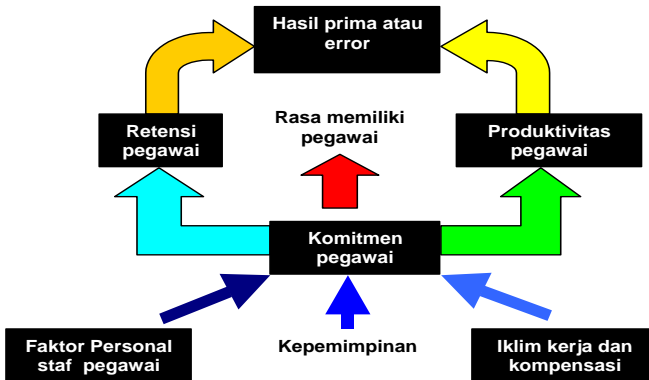 Hasil prima atau
error
Retensi
pegawai
Rasa memiliki
pegawai
Produktivitas
pegawai
Komitmen
pegawai
Faktor Personal
staf pegawai
Kepemimpinan
Iklim kerja dan
kompensasi